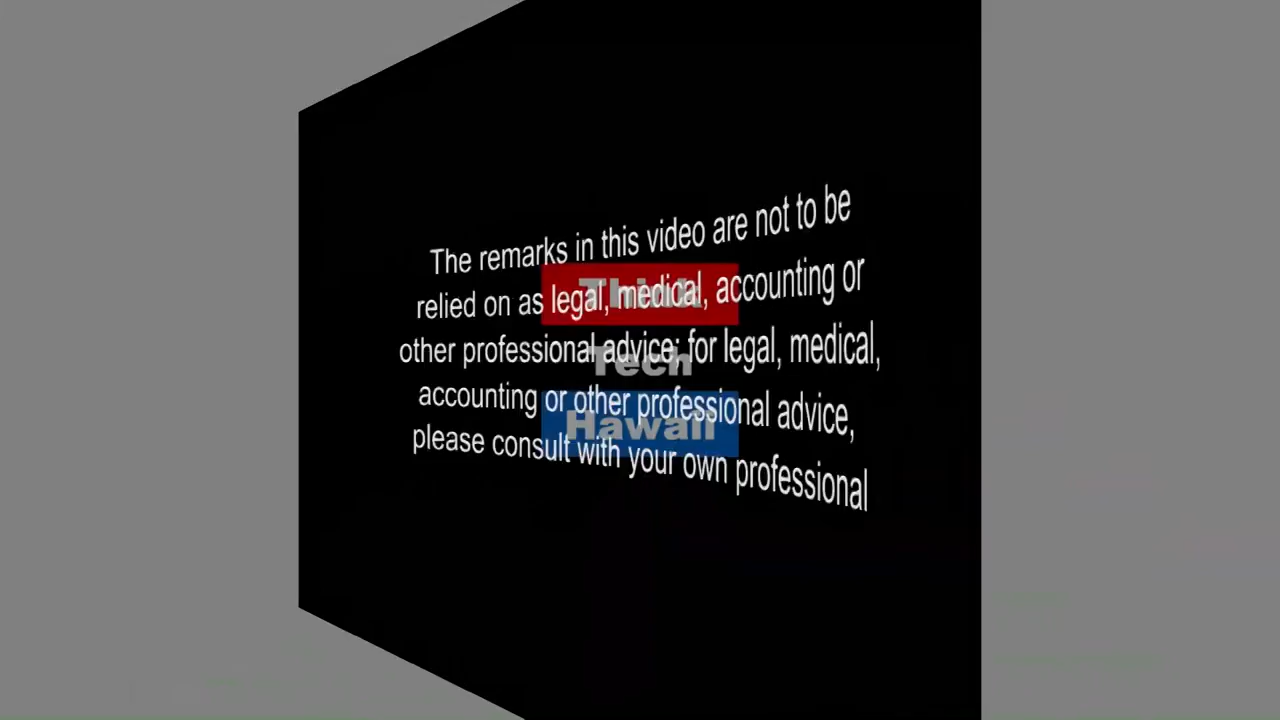 The remarks in this video are not to be
relied on as legal, medical, accounting or
other professional advice; for legal, medical,
accounting or other professional advice,
please consult with your own professional
Think
Tech
Hawaii